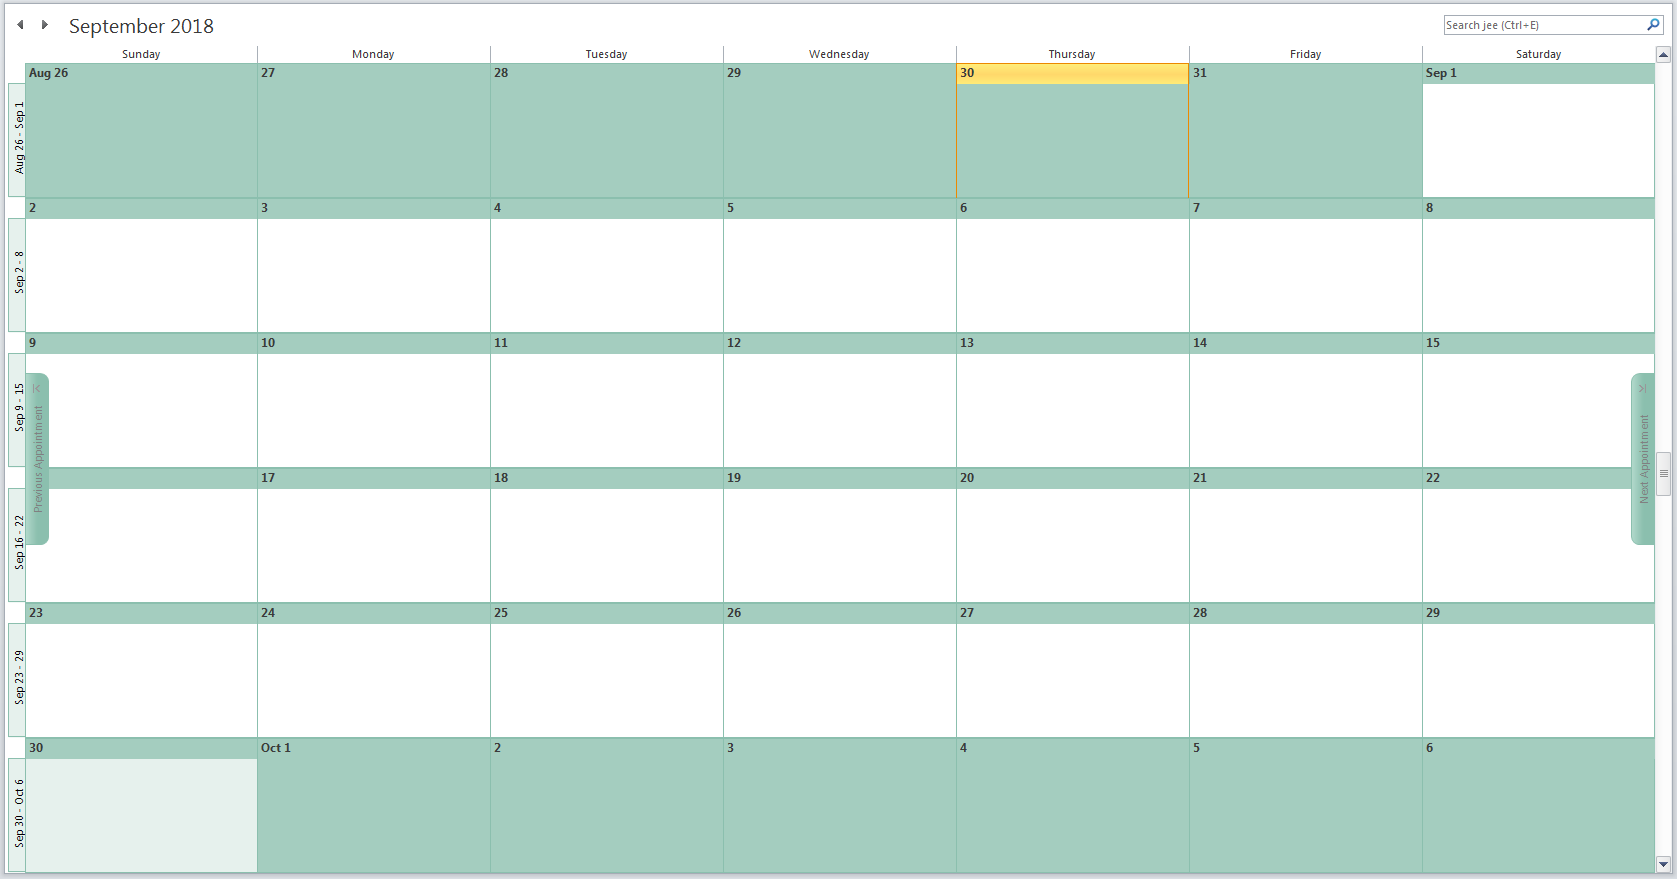 September 2018
Search jee (Ctrl+E)
Sunday Monday Tuesday Wednesday Thursday Friday Saturday
Aug 26 - Sep 1
Aug 26 27 28 29 30 31 Sep 1
Sep 2 - 8
2 3 4 5 6 7 8
Sep 9 - 15
9 10 11 12 13 14 15
Previous Appointment
Next Appointment
Sep 16 - 22
17 18 19 20 21 22
Sep 23 - 29
23 24 25 26 27 28 29
Sep 30 - Oct 6
30 Oct 1 2 3 4 5 6